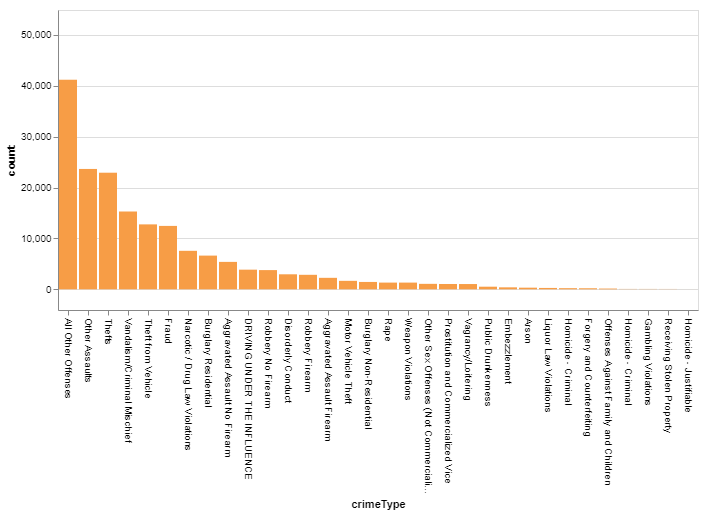 50,000
40,000
30,000
20,000
10,000
0
count
All Other Offenses
Other Assaults
Thefts
Vandalism/Criminal Mischief
Theft from Vehicle
Fraud
Narcotic / Drug Law Violations
Burglary Residential
Aggravated Assault No Firearm
DRIVING UNDER THE INFLUENCE
Robbery No Firearm
Disorderly Conduct
Robbery Firearm
Aggravated Assault Firearm
Motor Vehicle Theft
Burglary Non-Residential
Rape
Weapon Violations
Other Sex Offenses (Not Commerciali…
Prostitution and Commercialized Vice
Vagrancy/Loitering
Public Drunkenness
Embezzlement
Arson
Liquor Law Violations
Homicide - Criminal
Forgery and Counterfeiting
Offenses Against Family and Children
Homicide - Criminal
Gambling Violations
Receiving Stolen Property
Homicide - Justifiable
crimeType